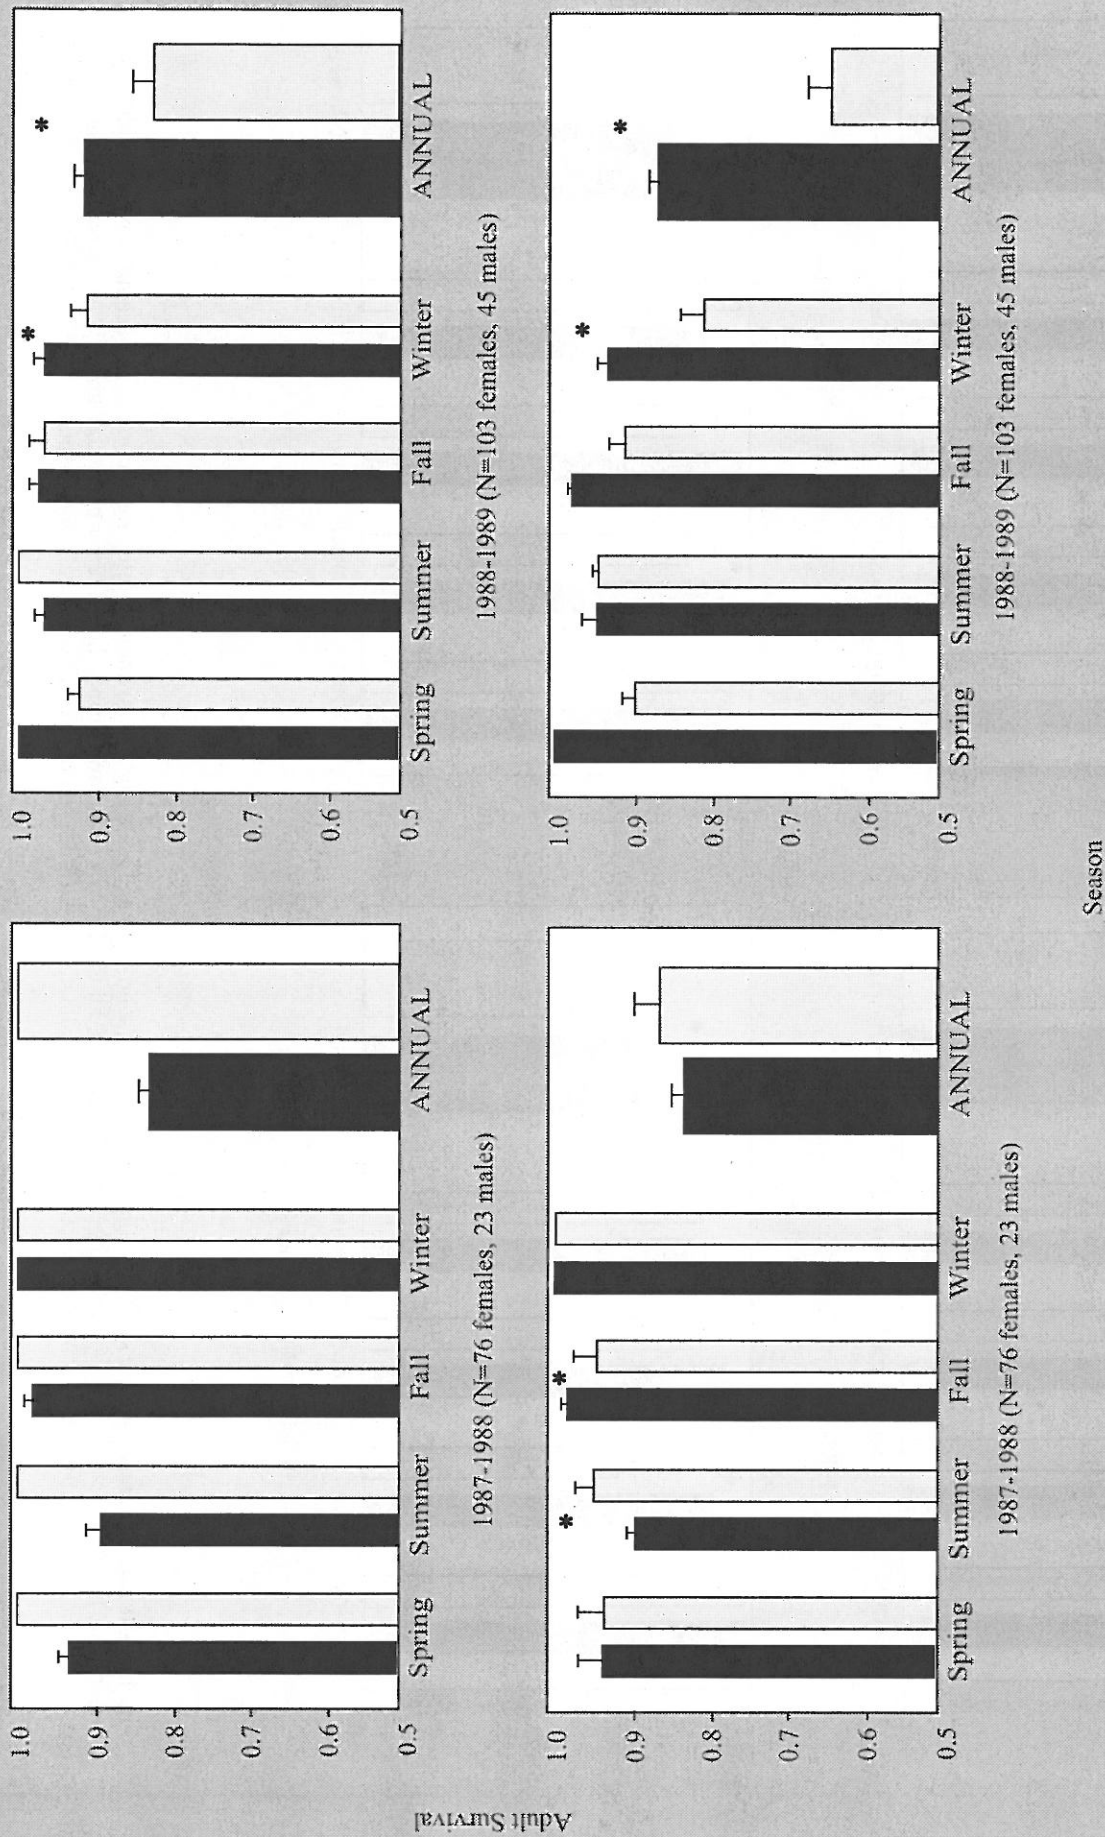 Adult Survival
1.0
0.9
0.8
0.7
0.6
0.5
Spring Summer Fall Winter ANNUAL
1987-1988 (N=76 females, 23 males)
1.0
0.9
0.8
0.7
0.6
0.5
* *
Spring Summer Fall Winter ANNUAL
1988-1989 (N=103 females, 45 males)
1.0
0.9
0.8
0.7
0.6
0.5
* *
Spring Summer Fall Winter ANNUAL
1987-1988 (N=76 females, 23 males)
1.0
0.9
0.8
0.7
0.6
0.5
* *
Spring Summer Fall Winter ANNUAL
1988-1989 (N=103 females, 45 males)
Season